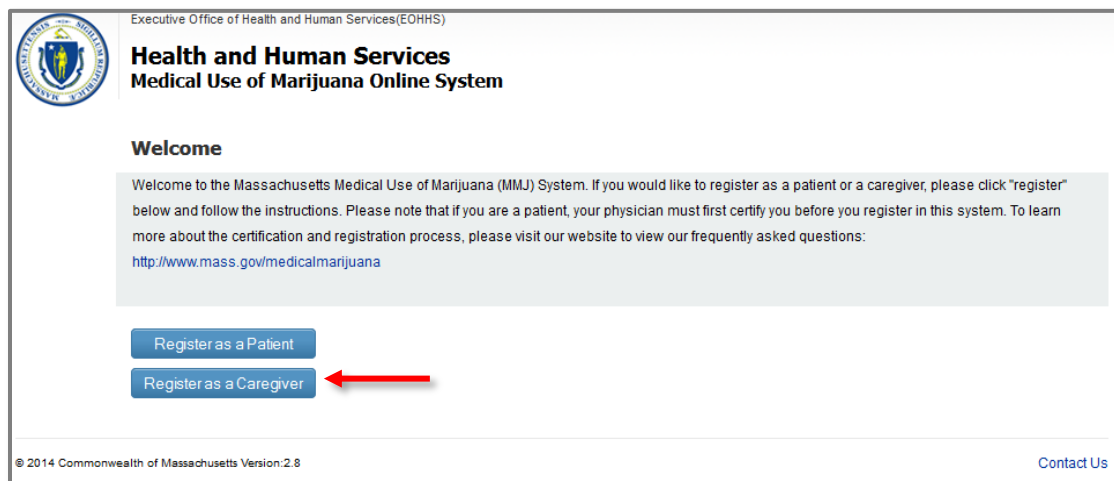 Executive Office of Health and Human Services(EOHHS)
Health and Human Services
Medical Use of Marijuana Online System
Welcome
Welcome to the Massachusetts Medical Use of Marijuana (MMJ) System. If you would like to register as a patient or a caregiver, please click "register"
below and follow the instructions. Please note that if you are a patient, your physician must first certify you before you register in this system. To learn
more about the certification and registration process, please visit our website to view our frequently asked questions:
http://www.mass.gov/medicalmarijuana
Register as a Patient
Register as a Caregiver
© 2014 Commonwealth of Massachusetts Version:2.8
Contact Us